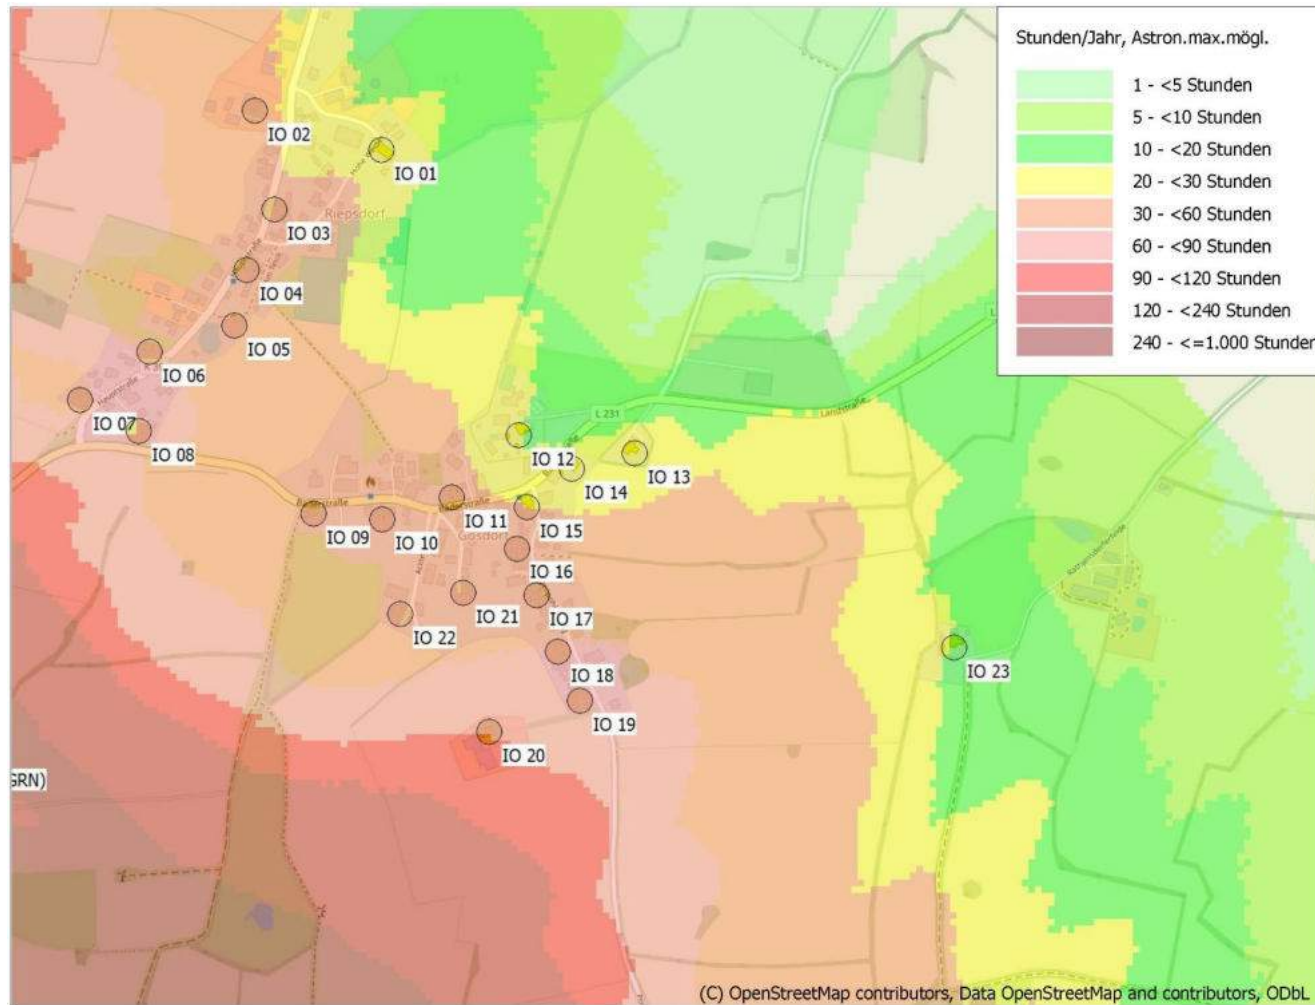 Stunden/Jahr, Astron.max.mögl.
1 - <5 Stunden
5 - <10 Stunden
10 - <20 Stunden
20 - <30 Stunden
30 - <60 Stunden
60 - <90 Stunden
90 - <120 Stunden
120 - <240 Stunden
240 - <=1.000 Stunden
IO 02
IO 01
Riepsdorf
IO 03
IO 04
IO 05
IO 06
Hauptstraße
IO 07
IO 08
L 231
Landstraße
L
IO 12
IO 13
IO 14
IO 11
IO 15
IO 09
IO 10
Gosdorf
IO 16
IO 21
IO 17
IO 22
IO 18
IO 23
IO 19
IO 20
GRN)
(C) OpenStreetMap contributors, Data OpenStreetMap and contributors, ODbL